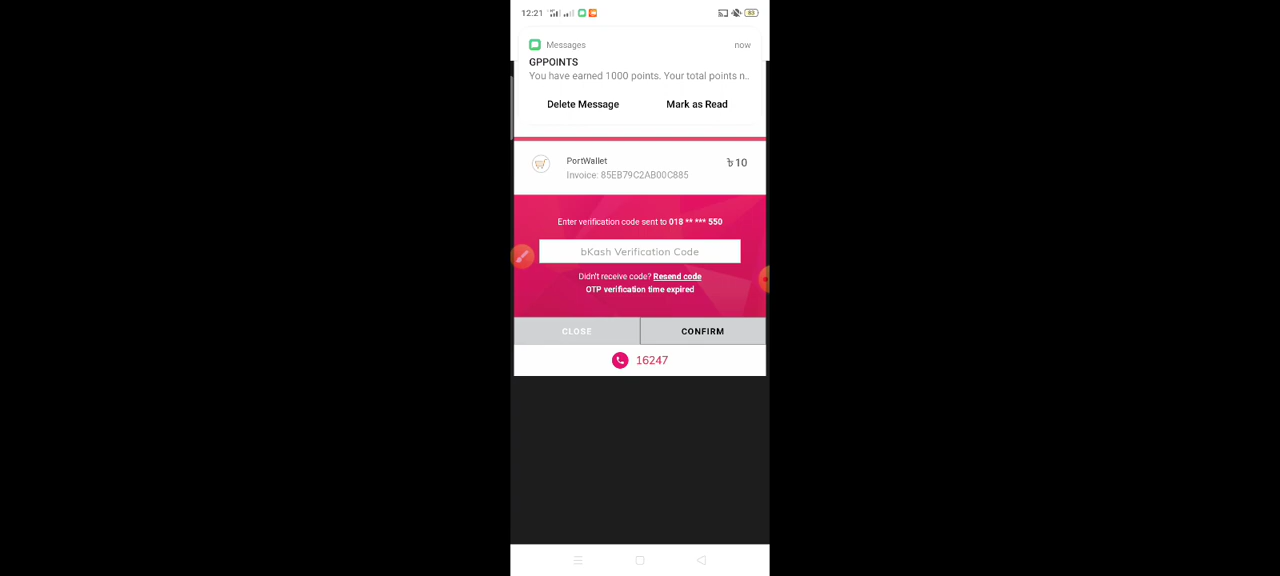 12:21
83
Messages
now
GPPOINTS
You have earned 1000 points. Your total points n..
Delete Message
Mark as Read
PortWallet
৳ 10
Invoice: 85EB79C2AB00C885
Enter verification code sent to 018 ** *** 550
bKash Verification Code
Didn't receive code? Resend code
OTP verification time expired
CLOSE
CONFIRM
16247